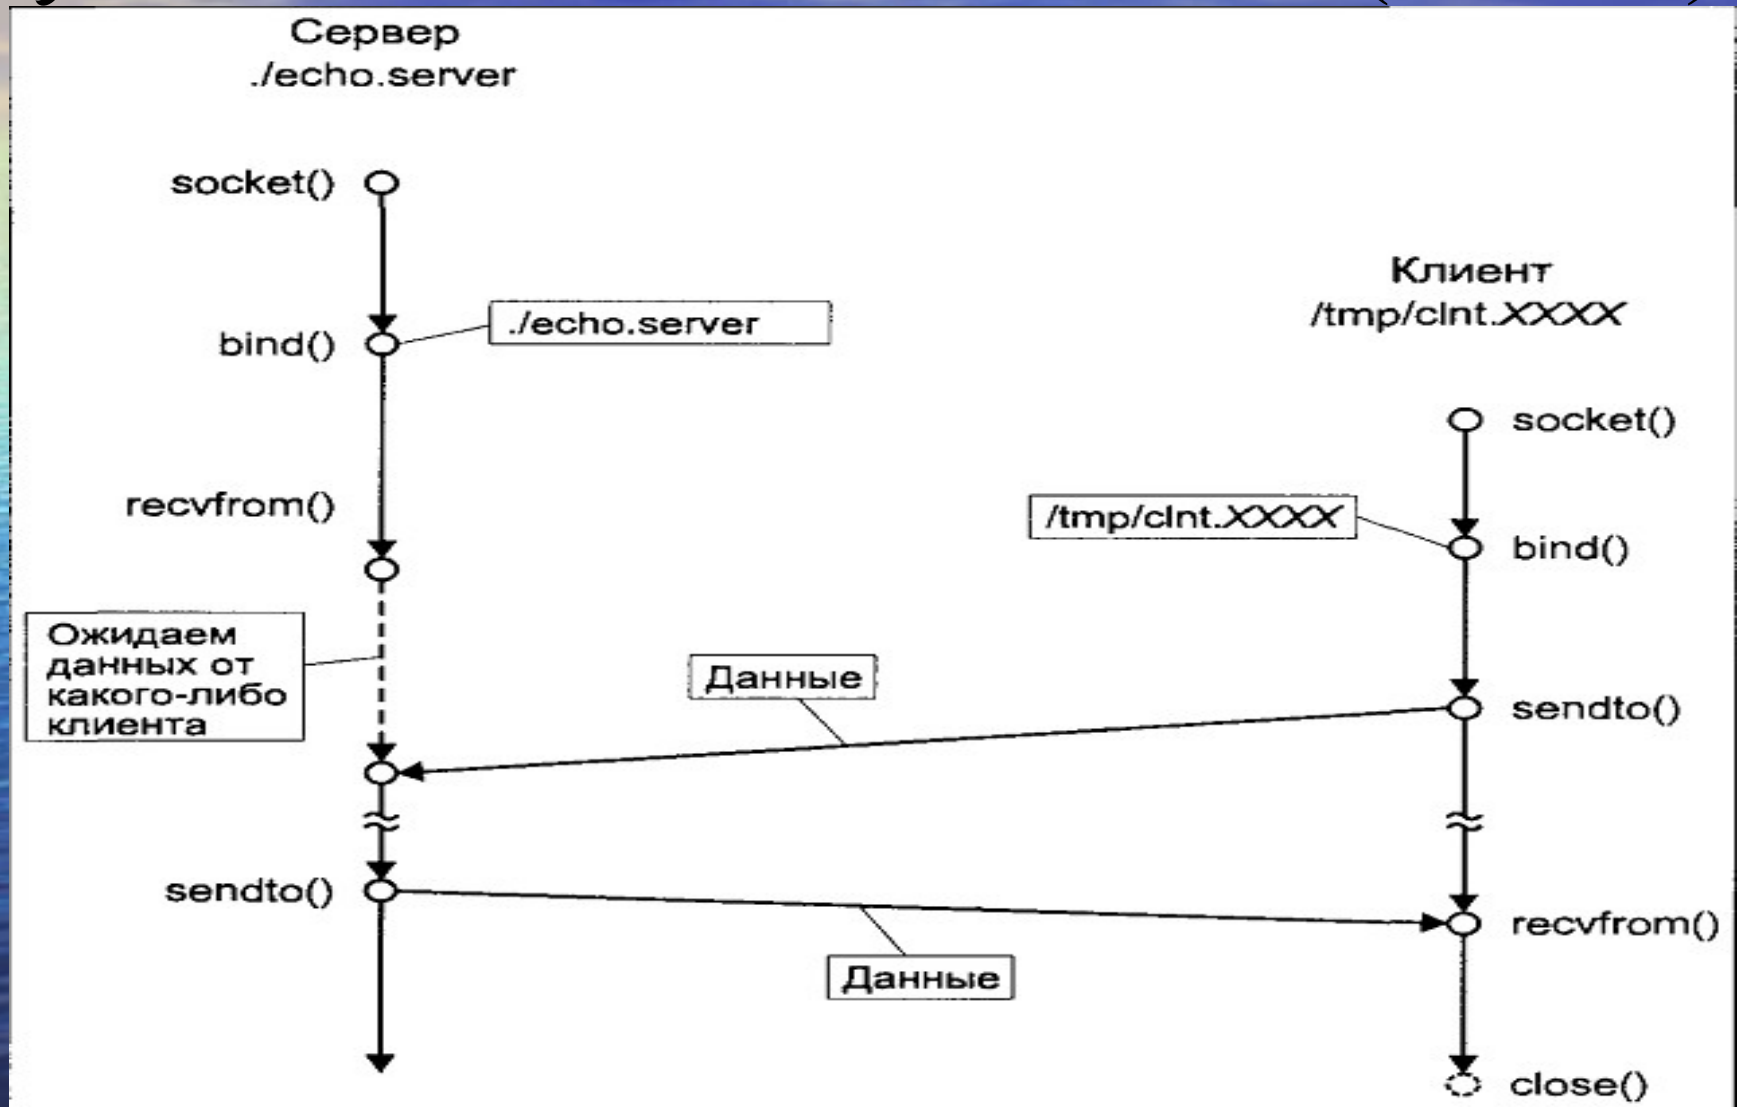 Сервер
./echo.server
socket()
bind()
./echo.server
recvfrom()
Ожидаем
данных от
какого-либо
клиента
sendto()
Клиент
/tmp/clnt.XXXX
socket()
/tmp/clnt.XXXX
bind()
Данные
sendto()
Данные
recvfrom()
close()